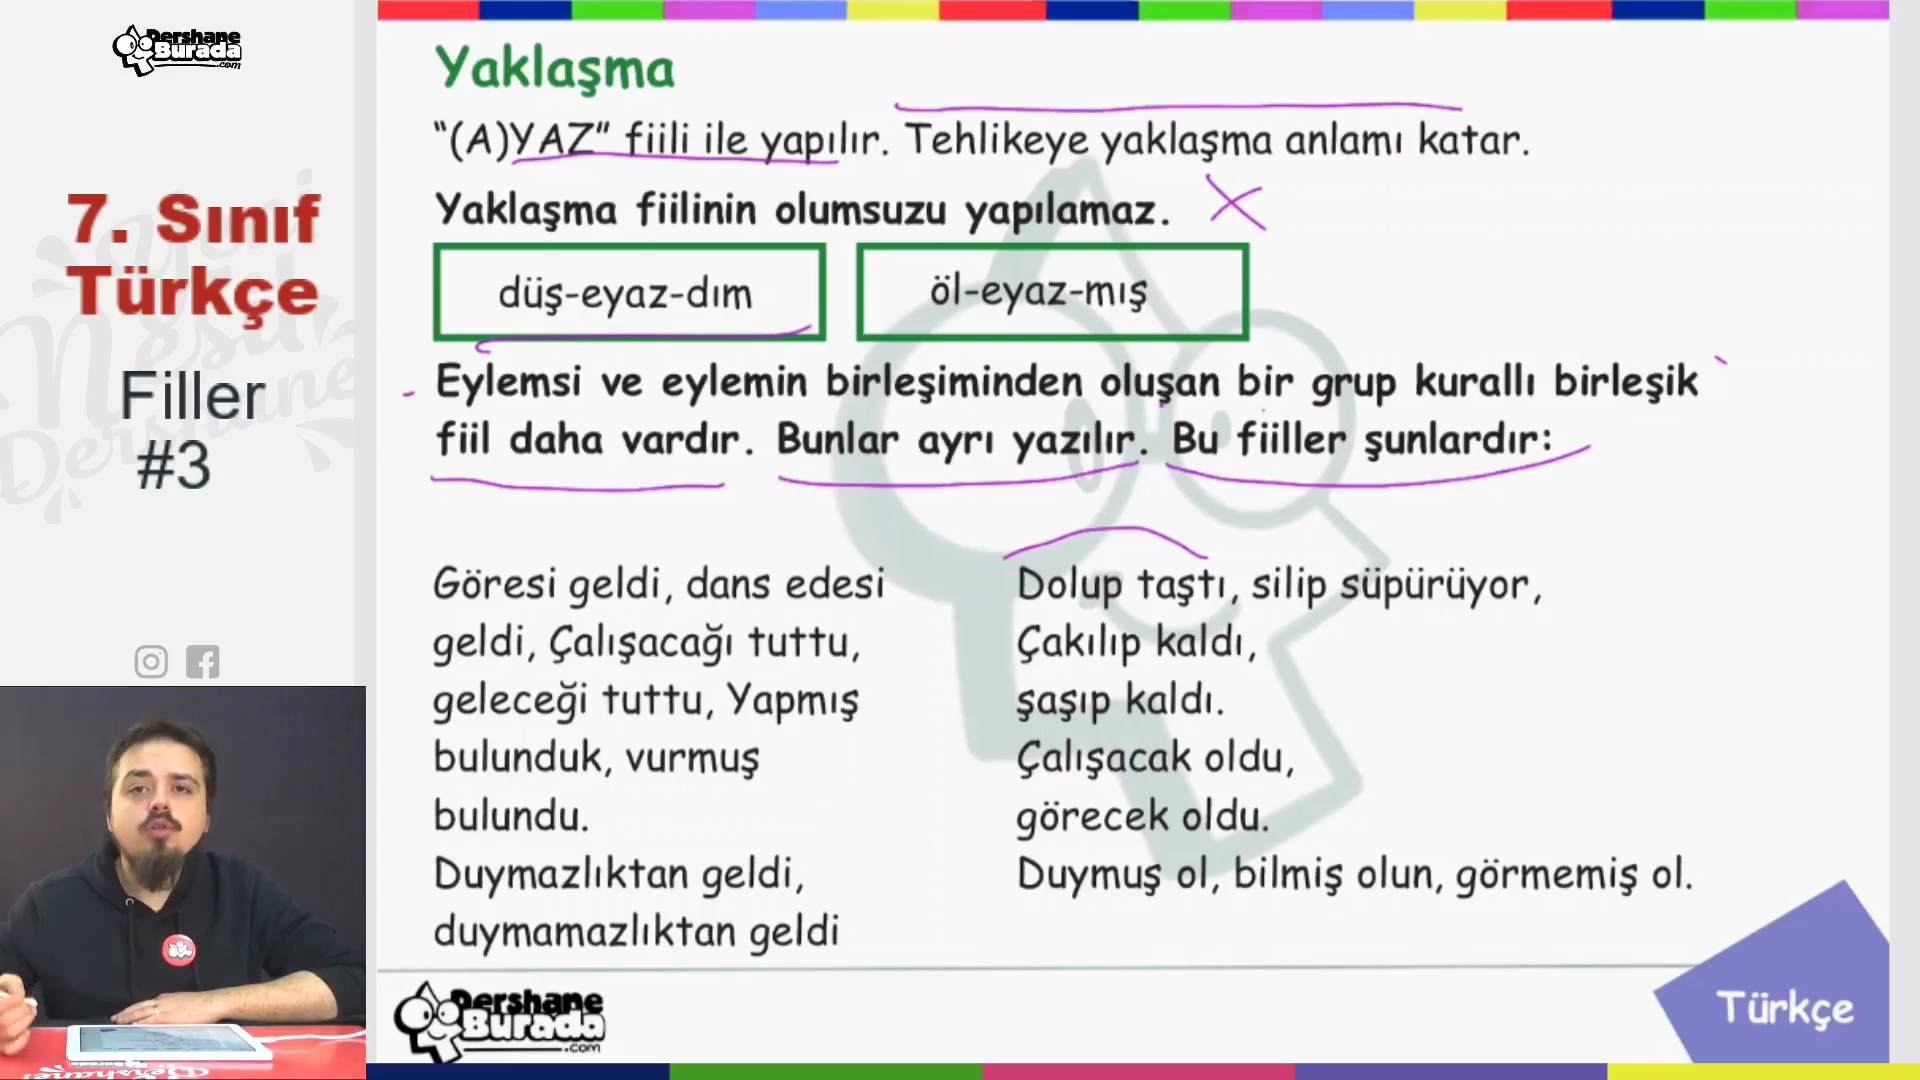 Dershane
Burada
.com
7. Sınıf
Türkçe
Filler
#3
Yaklaşma
“(A)YAZ” fiili ile yapılır. Tehlikeye yaklaşma anlamı katar.
Yaklaşma fiilinin olumsuzu yapılamaz.
düş-eyaz-dım
öl-eyaz-mış
Eylemsi ve eylemin birleşiminden oluşan bir grup kurallı birleşik
fiil daha vardır. Bunlar ayrı yazılır. Bu fiiller şunlardır:
Göresi geldi, dans edesi
geldi, Çalışacağı tuttu,
geleceği tuttu, Yapmış
bulunduk, vurmuş
bulundu.
Duymazlıktan geldi,
duymamazlıktan geldi
Dolup taştı, silip süpürüyor,
Çakılıp kaldı,
şaşıp kaldı.
Çalışacak oldu,
görecek oldu.
Duymuş ol, bilmiş olun, görmemiş ol.
Dershane
Burada
.com
Türkçe